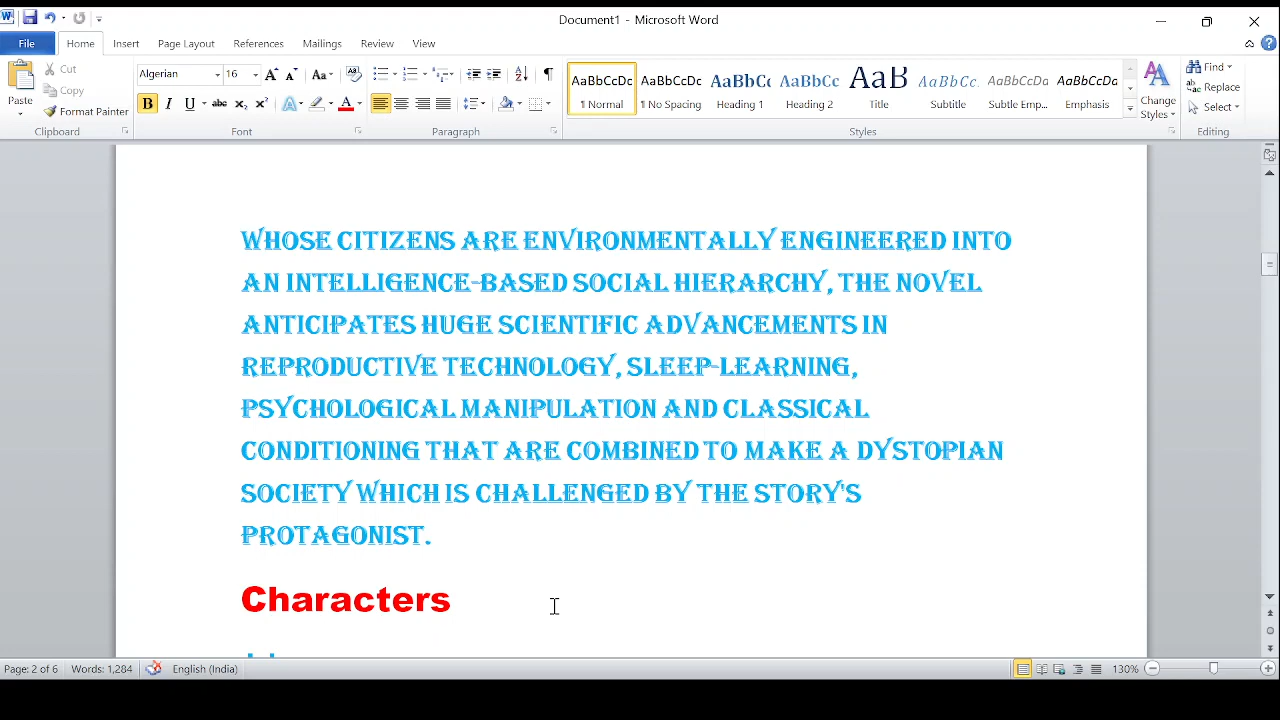 Document1 - Microsoft Word
File Home Insert Page Layout References Mailings Review View
Paste
Cut
Copy
Format Painter
Clipboard
Algerian 16
Font
Paragraph
AaBbCcDc AaBbCcDc AaBbCc AaBbCc AaB AaBbCc. AaBbCcDc AaBbCcDc
¶ Normal ¶ No Spacing Heading 1 Heading 2 Title Subtitle Subtle Emp... Emphasis
Styles
Change
Styles
Find
Replace
Select
Editing
WHOSE CITIZENS ARE ENVIRONMENTALLY ENGINEERED INTO
AN INTELLIGENCE-BASED SOCIAL HIERARCHY, THE NOVEL
ANTICIPATES HUGE SCIENTIFIC ADVANCEMENTS IN
REPRODUCTIVE TECHNOLOGY, SLEEP-LEARNING,
PSYCHOLOGICAL MANIPULATION AND CLASSICAL
CONDITIONING THAT ARE COMBINED TO MAKE A DYSTOPIAN
SOCIETY WHICH IS CHALLENGED BY THE STORY'S
PROTAGONIST.
Characters
Page: 2 of 6 Words: 1,284 English (India) 130%